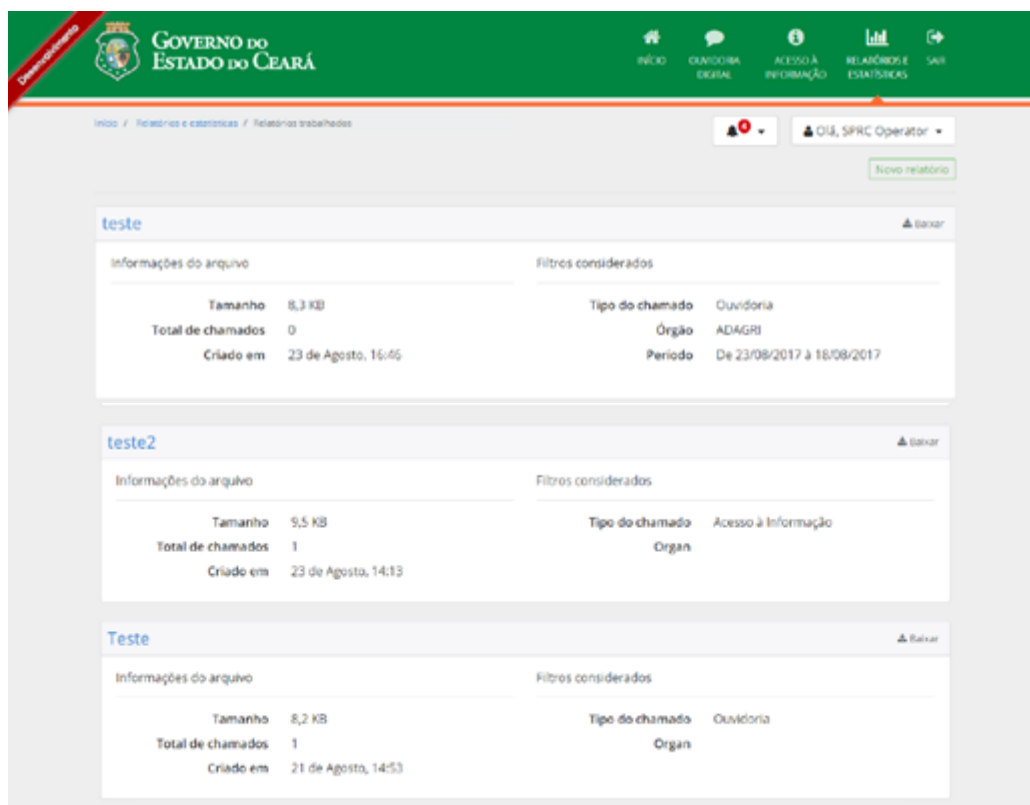 Desenvolvimento
GOVERNO DO
ESTADO DO CEARÁ
INÍCIO
OUVIDORIA
DIGITAL
ACESSO À
INFORMAÇÃO
RELATÓRIOS E
ESTATÍSTICAS
SAIR
Início / Relatórios e estatísticas / Relatórios trabalhados
4
Olá, SPRC Operator
Novo relatório
teste
Baixar
Informações do arquivo
Filtros considerados
Tamanho 8,3 KB
Tipo do chamado Ouvidoria
Total de chamados 0
Órgão ADAGRI
Criado em 23 de Agosto, 16:46
Período De 23/08/2017 à 18/08/2017
teste2
Baixar
Informações do arquivo
Filtros considerados
Tamanho 9,5 KB
Tipo do chamado Acesso à Informação
Total de chamados 1
Organ
Criado em 23 de Agosto, 14:13
Teste
Baixar
Informações do arquivo
Filtros considerados
Tamanho 8,2 KB
Tipo do chamado Ouvidoria
Total de chamados 1
Organ
Criado em 21 de Agosto, 14:53